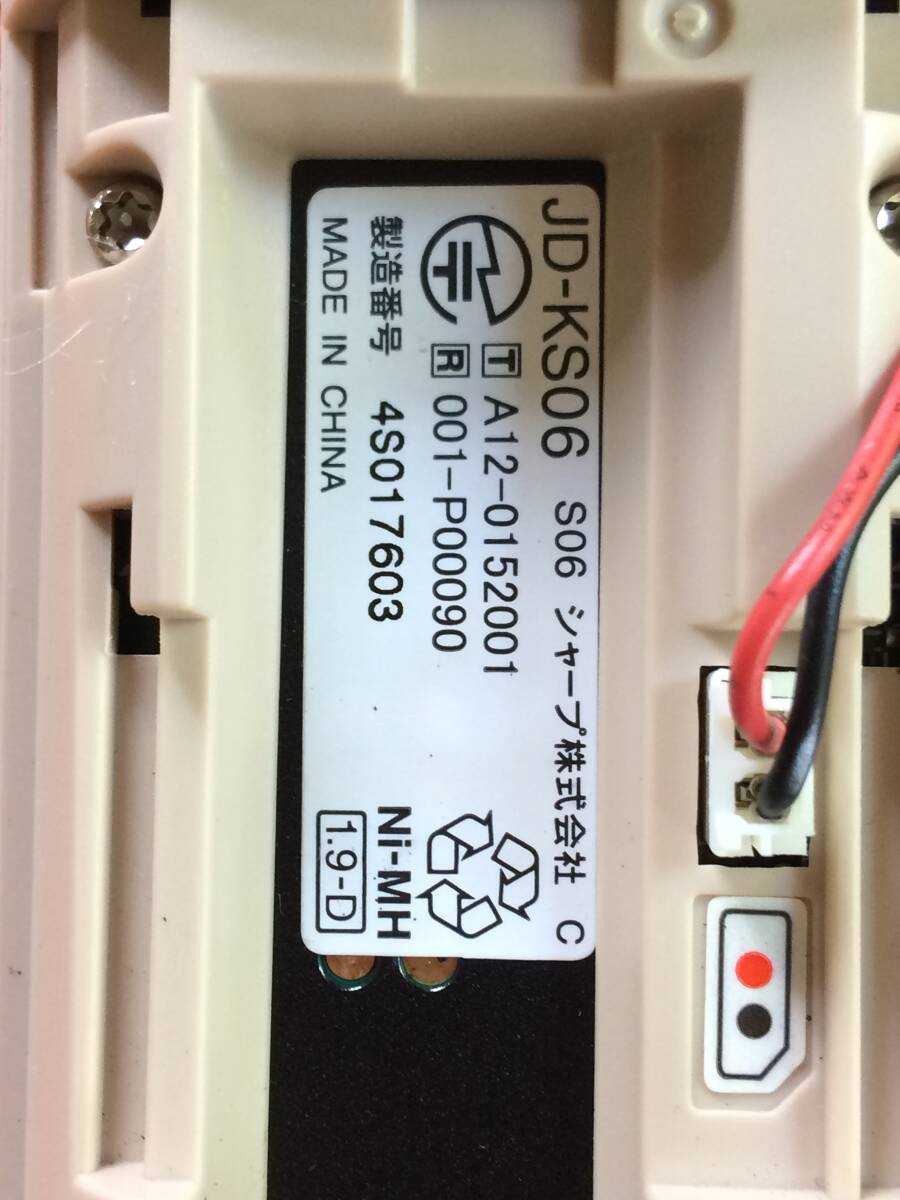 JD-KS06 S06 シャープ株式会社 C
T A12-0152001
R 001-P00090
製造番号 4S017603
MADE IN CHINA
Ni-MH
1.9-D